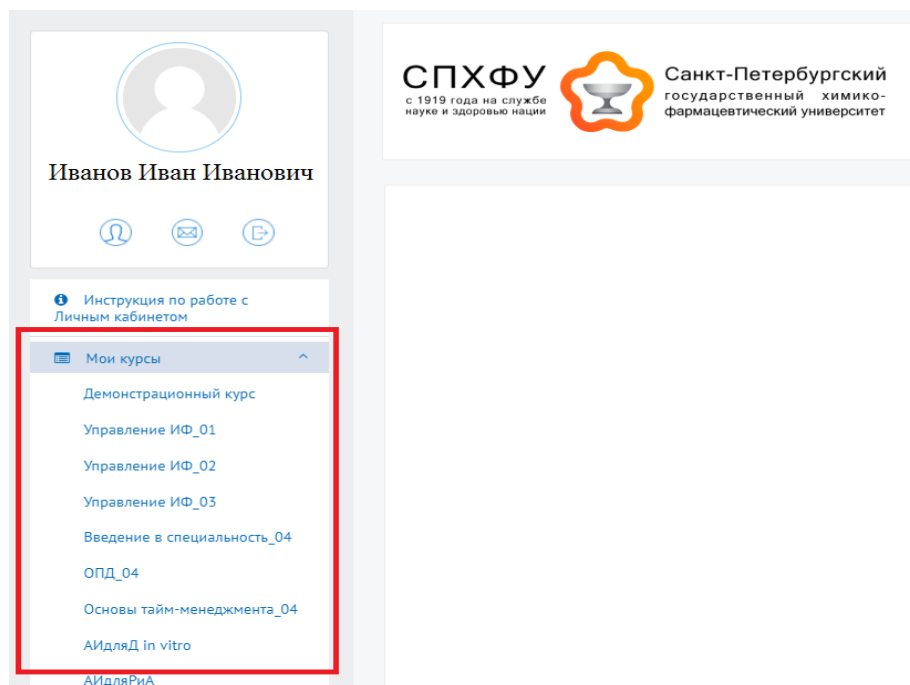 СПХФУ
с 1919 года на службе
науке и здоровью нации
Санкт-Петербургский
государственный химико-
фармацевтический университет
Иванов Иван Иванович
Инструкция по работе с
Личным кабинетом
Мои курсы
Демонстрационный курс
Управление ИФ_01
Управление ИФ_02
Управление ИФ_03
Введение в специальность_04
ОПД_04
Основы тайм-менеджмента_04
АИдляД in vitro
АИдляРиА